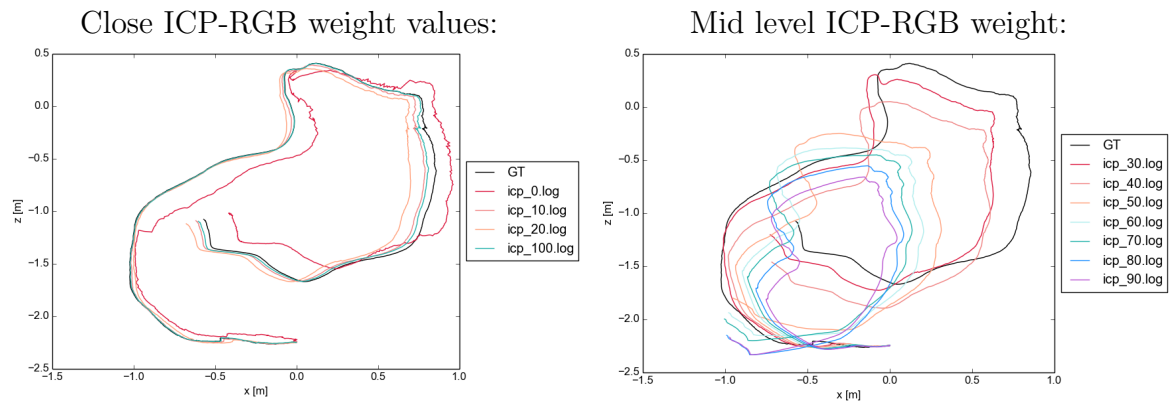 Close ICP-RGB weight values:
Mid level ICP-RGB weight:
0.5
0.0
−0.5
−1.0
−1.5
−2.0
−2.5
z [m]
−1.5
−1.0
−0.5
0.0
0.5
1.0
x [m]
GT
icp_0.log
icp_10.log
icp_20.log
icp_100.log
0.5
0.0
−0.5
−1.0
−1.5
−2.0
−2.5
z [m]
−1.5
−1.0
−0.5
0.0
0.5
1.0
x [m]
GT
icp_30.log
icp_40.log
icp_50.log
icp_60.log
icp_70.log
icp_80.log
icp_90.log